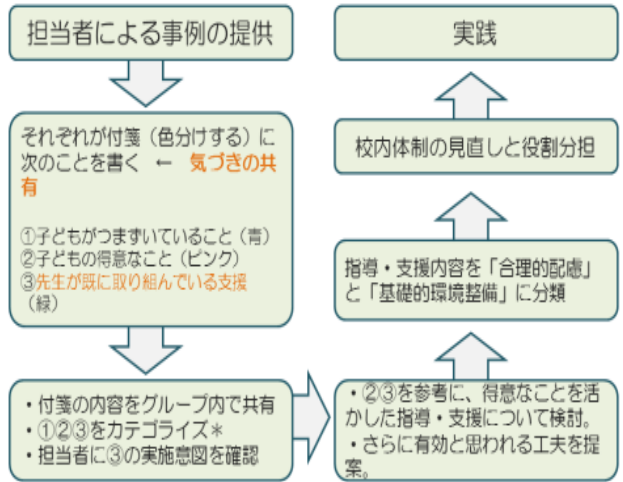 担当者による事例の提供
それぞれが付箋（色分けする）に
次のことを書く ← 気づきの共
有
①子どもがつまずいていること（青）
②子どもの得意なこと（ピンク）
③先生が既に取り組んでいる支援
（緑）
・付箋の内容をグループ内で共有
・①②③をカテゴライズ＊
・担当者に③の実施意図を確認
・②③を参考に、得意なことを活
かした指導・支援について検討。
・さらに有効と思われる工夫を提
案。
指導・支援内容を「合理的配慮」
と「基礎的環境整備」に分類
校内体制の見直しと役割分担
実践